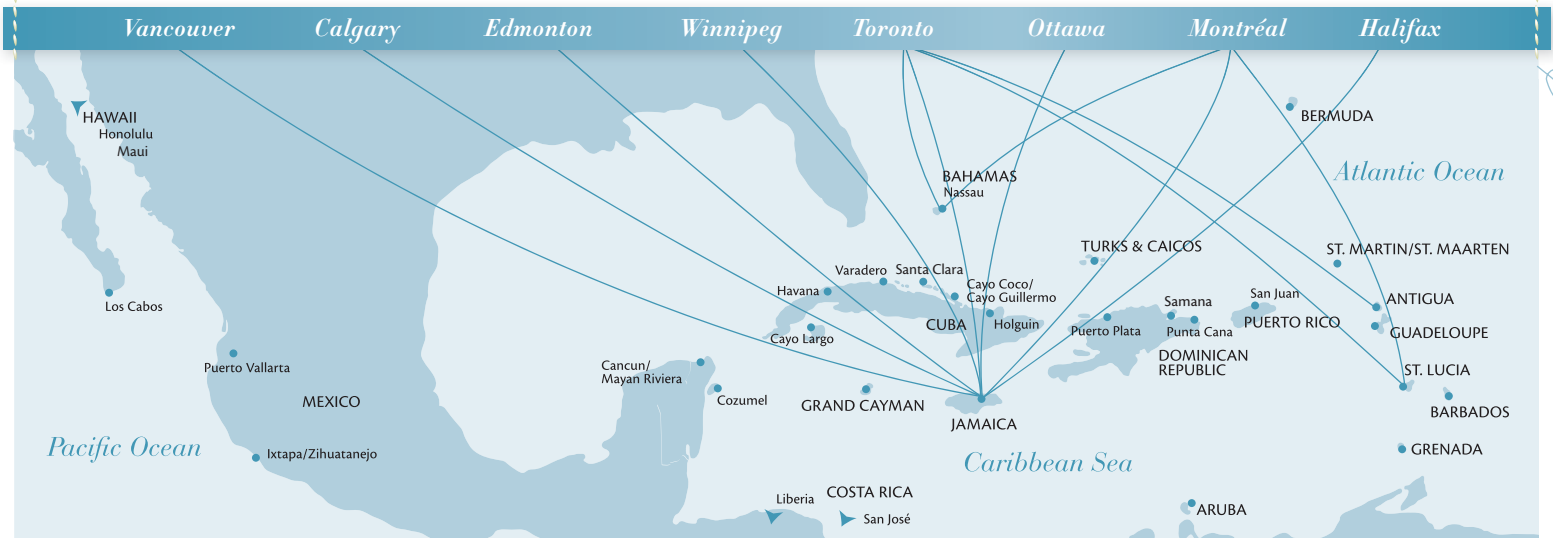 Vancouver Calgary Edmonton Winnipeg Toronto Ottawa Montréal Halifax
HAWAII
Honolulu
Maui
BERMUDA
Atlantic Ocean
BAHAMAS
Nassau
TURKS & CAICOS
ST. MARTIN/ST. MAARTEN
Varadero
Santa Clara
Havana
Cayo Coco/
Cayo Guillermo
Los Cabos
San Juan
Samana
ANTIGUA
CUBA
Holguin
PUERTO RICO
Cayo Largo
Puerto Plata
Punta Cana
GUADELOUPE
Puerto Vallarta
Cancun/
Mayan Riviera
DOMINICAN
REPUBLIC
ST. LUCIA
MEXICO
Cozumel
GRAND CAYMAN
BARBADOS
JAMAICA
Pacific Ocean
Ixtapa/Zihuatanejo
Caribbean Sea
GRENADA
Liberia
COSTA RICA
San José
ARUBA